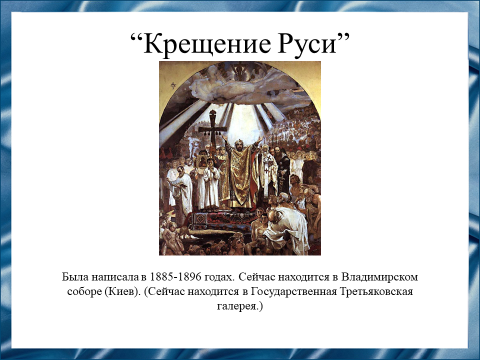 “Крещение Руси”
Была написала в 1885-1896 годах. Сейчас находится в Владимирском
соборе (Киев). (Сейчас находится в Государственная Третьяковская
галерея.)